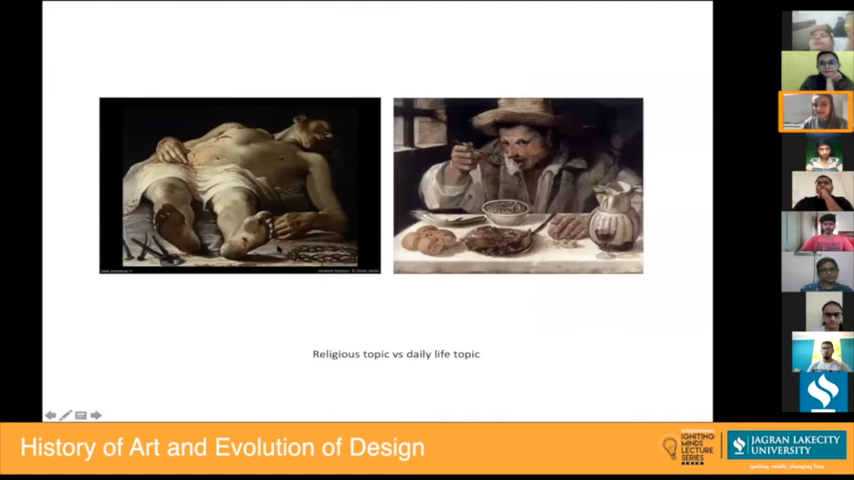 Religious topic vs daily life topic
History of Art and Evolution of Design
INTERNATIONAL
IGNITING
MINDS
LECTURE
SERIES
JAGRAN LAKECITY
UNIVERSITY